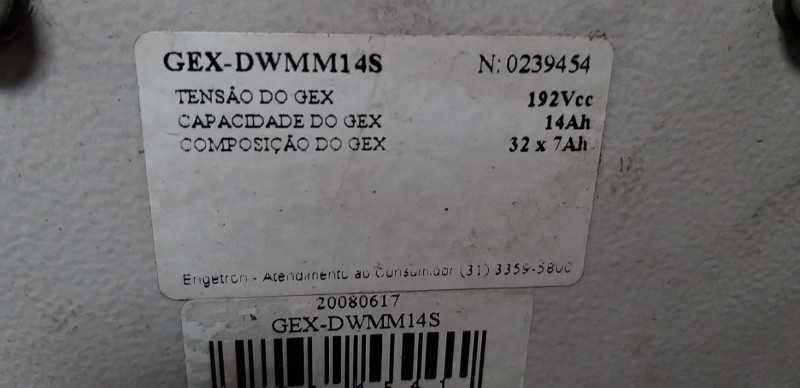 GEX-DWMM14S N: 0239454
TENSÃO DO GEX 192Vcc
CAPACIDADE DO GEX 14Ah
COMPOSIÇÃO DO GEX 32 x 7Ah
Engetron - Atendimento ao Consumidor (31) 3359-5800
20080617
GEX-DWMM14S